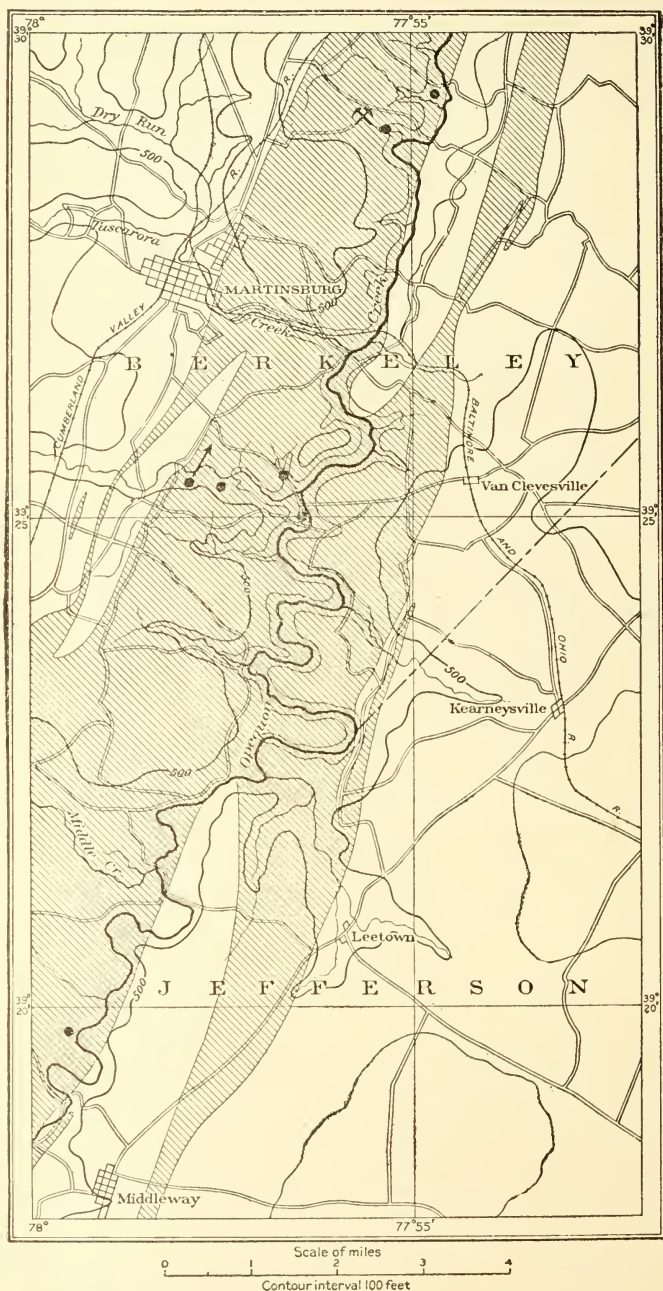 78°
77°55'
39°
30'
39°
30'
Dry Run
500
R.
R.
Tuscarora
MARTINSBURG
500
Creek
Creek
VALLEY
BERKELEY
CUMBERLAND
BALTIMORE
Van Clevesville
39°
25'
39°
25'
AND
500
OHIO
500
Kearneysville
Opequon
R.
500
R.
Middle Cr.
Leetown
JEFFERSON
500
39°
20'
39°
20'
Middleway
78°
77°55'
Scale of miles
0 1 2 3 4
Contour interval 100 feet